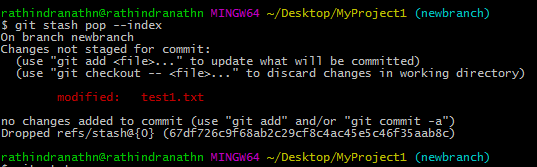 rathindranathn@rathindranathn MINGW64 ~/Desktop/MyProject1 (newbranch)
$ git stash pop --index
On branch newbranch
Changes not staged for commit:
  (use "git add <file>..." to update what will be committed)
  (use "git checkout -- <file>..." to discard changes in working directory)
        modified:   test1.txt
no changes added to commit (use "git add" and/or "git commit -a")
Dropped refs/stash@{0} (67df726c9f68ab2c29cf8c4ac45e5c46f35aab8c)
rathindranathn@rathindranathn MINGW64 ~/Desktop/MyProject1 (newbranch)